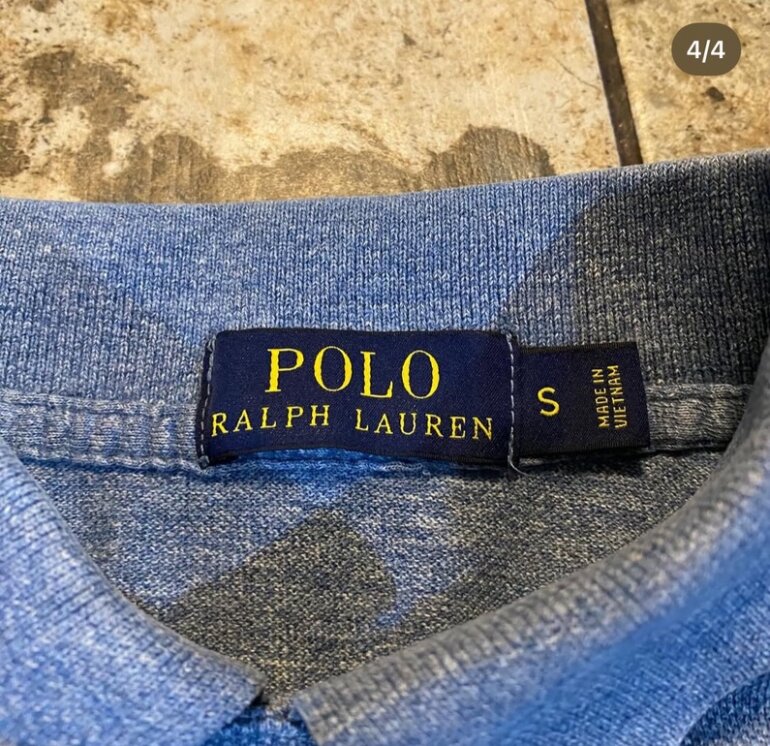 4/4
POLO
RALPH LAUREN
S
MADE IN
VIETNAM